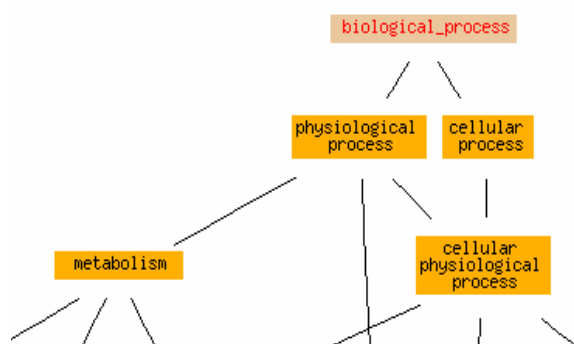 biological_process
physiological
process
cellular
process
metabolism
cellular
physiological
process